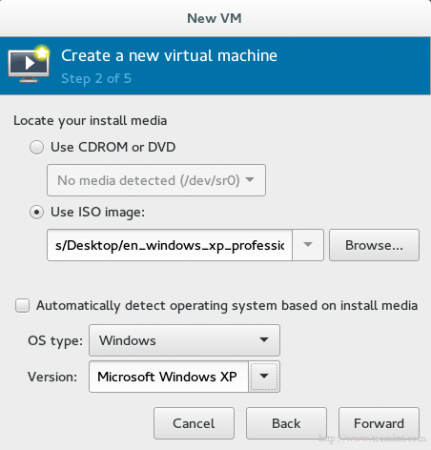 New VM
Create a new virtual machine
Step 2 of 5
Locate your install media
Use CDROM or DVD
No media detected (/dev/sr0)
Use ISO image:
s/Desktop/en_windows_xp_professic
Browse...
Automatically detect operating system based on install media
OS type: Windows
Version: Microsoft Windows XP
Cancel Back Forward